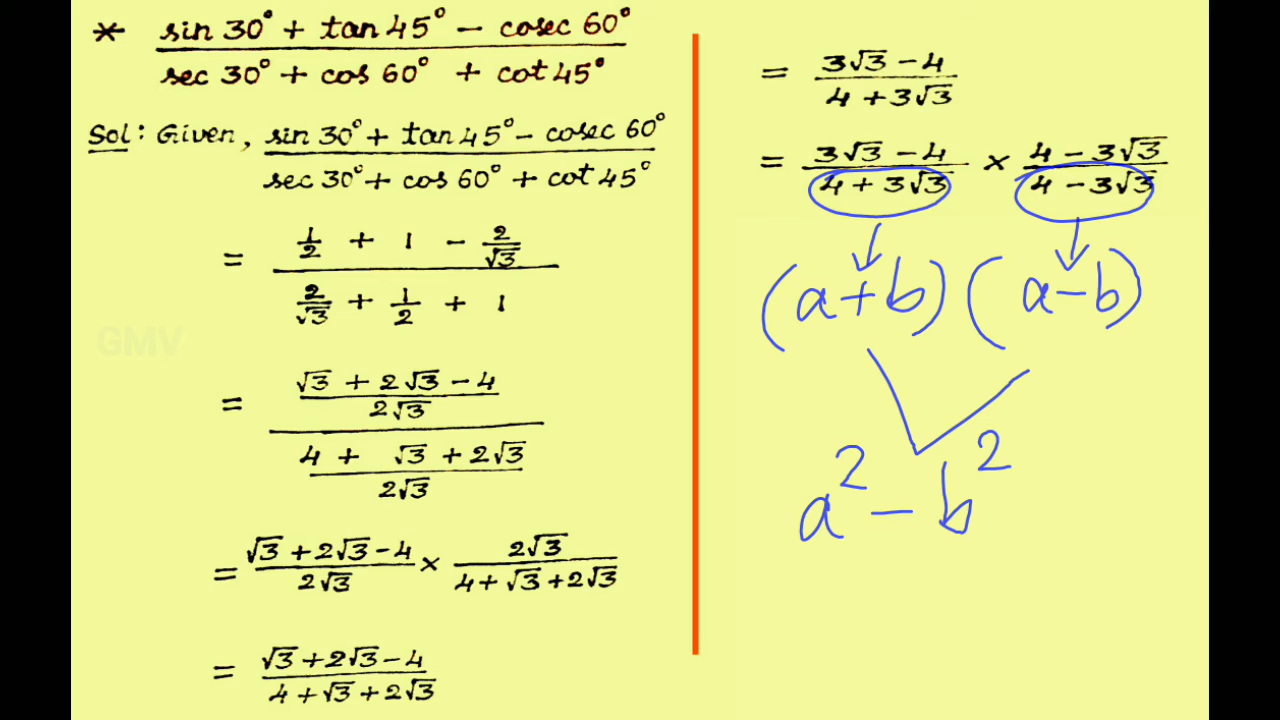 * (sin 30° + tan 45° − cosec 60°) / (sec 30° + cos 60° + cot 45°)
Sol: Given, (sin 30° + tan 45° − cosec 60°) / (sec 30° + cos 60° + cot 45°)
= (1/2 + 1 − 2/√3) / (2/√3 + 1/2 + 1)
GMV
= ((√3 + 2√3 − 4) / 2√3) / ((4 + √3 + 2√3) / 2√3)
= (√3 + 2√3 − 4) / 2√3 × 2√3 / (4 + √3 + 2√3)
= (√3 + 2√3 − 4) / (4 + √3 + 2√3)
= (3√3 − 4) / (4 + 3√3)
= (3√3 − 4) / (4 + 3√3) × (4 − 3√3) / (4 − 3√3)
(a+b) (a−b)
a² − b²